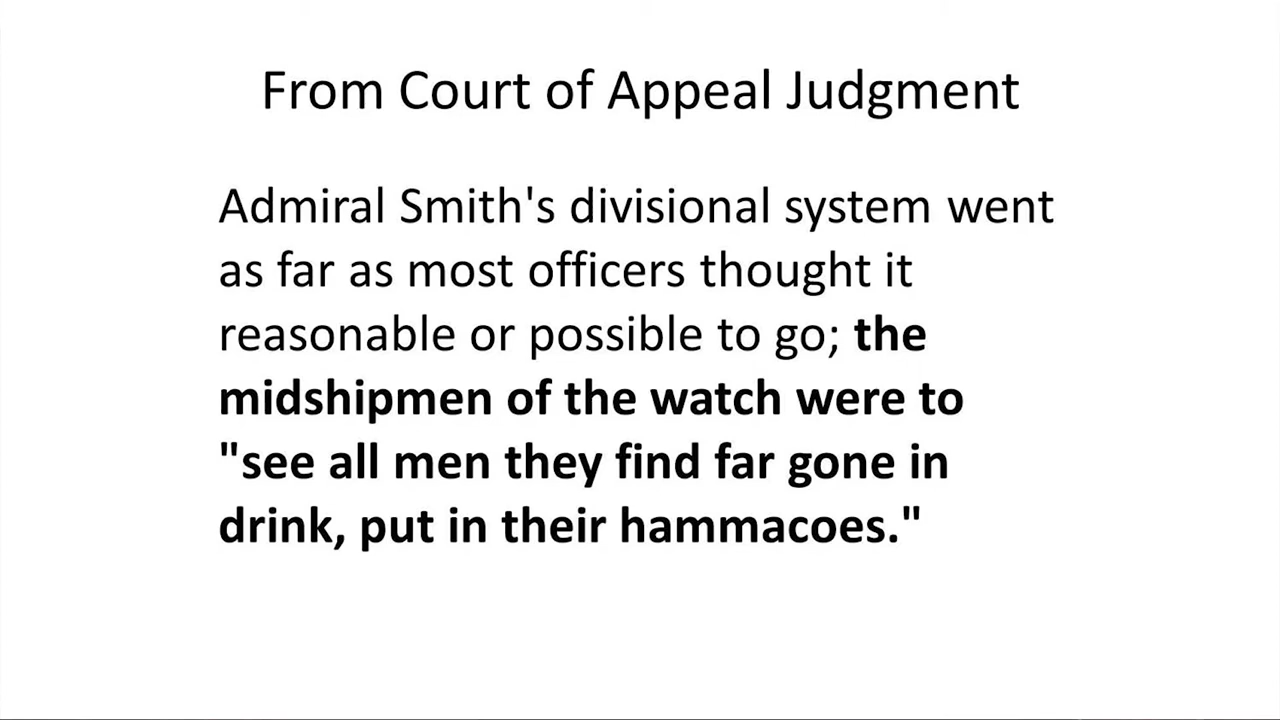 From Court of Appeal Judgment
Admiral Smith's divisional system went
as far as most officers thought it
reasonable or possible to go; the
midshipmen of the watch were to
"see all men they find far gone in
drink, put in their hammacoes."